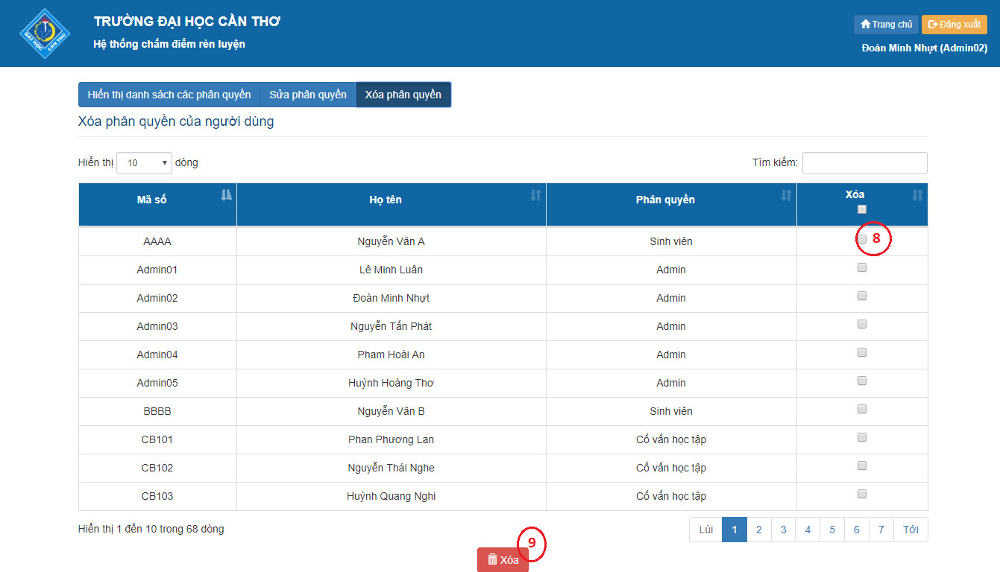 TRƯỜNG ĐẠI HỌC CẦN THƠ
Hệ thống chấm điểm rèn luyện
ĐẠI HỌC CẦN THƠ
Trang chủ Đăng xuất
Đoàn Minh Nhựt (Admin02)
Hiển thị danh sách các phân quyền Sửa phân quyền Xóa phân quyền
Xóa phân quyền của người dùng
Hiển thị 10 dòng Tìm kiếm:
Mã số Họ tên Phân quyền Xóa
AAAA Nguyễn Văn A Sinh viên 8
Admin01 Lê Minh Luân Admin
Admin02 Đoàn Minh Nhựt Admin
Admin03 Nguyễn Tấn Phát Admin
Admin04 Pham Hoài An Admin
Admin05 Huỳnh Hoàng Thơ Admin
BBBB Nguyễn Văn B Sinh viên
CB101 Phan Phương Lan Cố vấn học tập
CB102 Nguyễn Thái Nghe Cố vấn học tập
CB103 Huỳnh Quang Nghi Cố vấn học tập
Hiển thị 1 đến 10 trong 68 dòng Lùi 1 2 3 4 5 6 7 Tới
9
Xóa